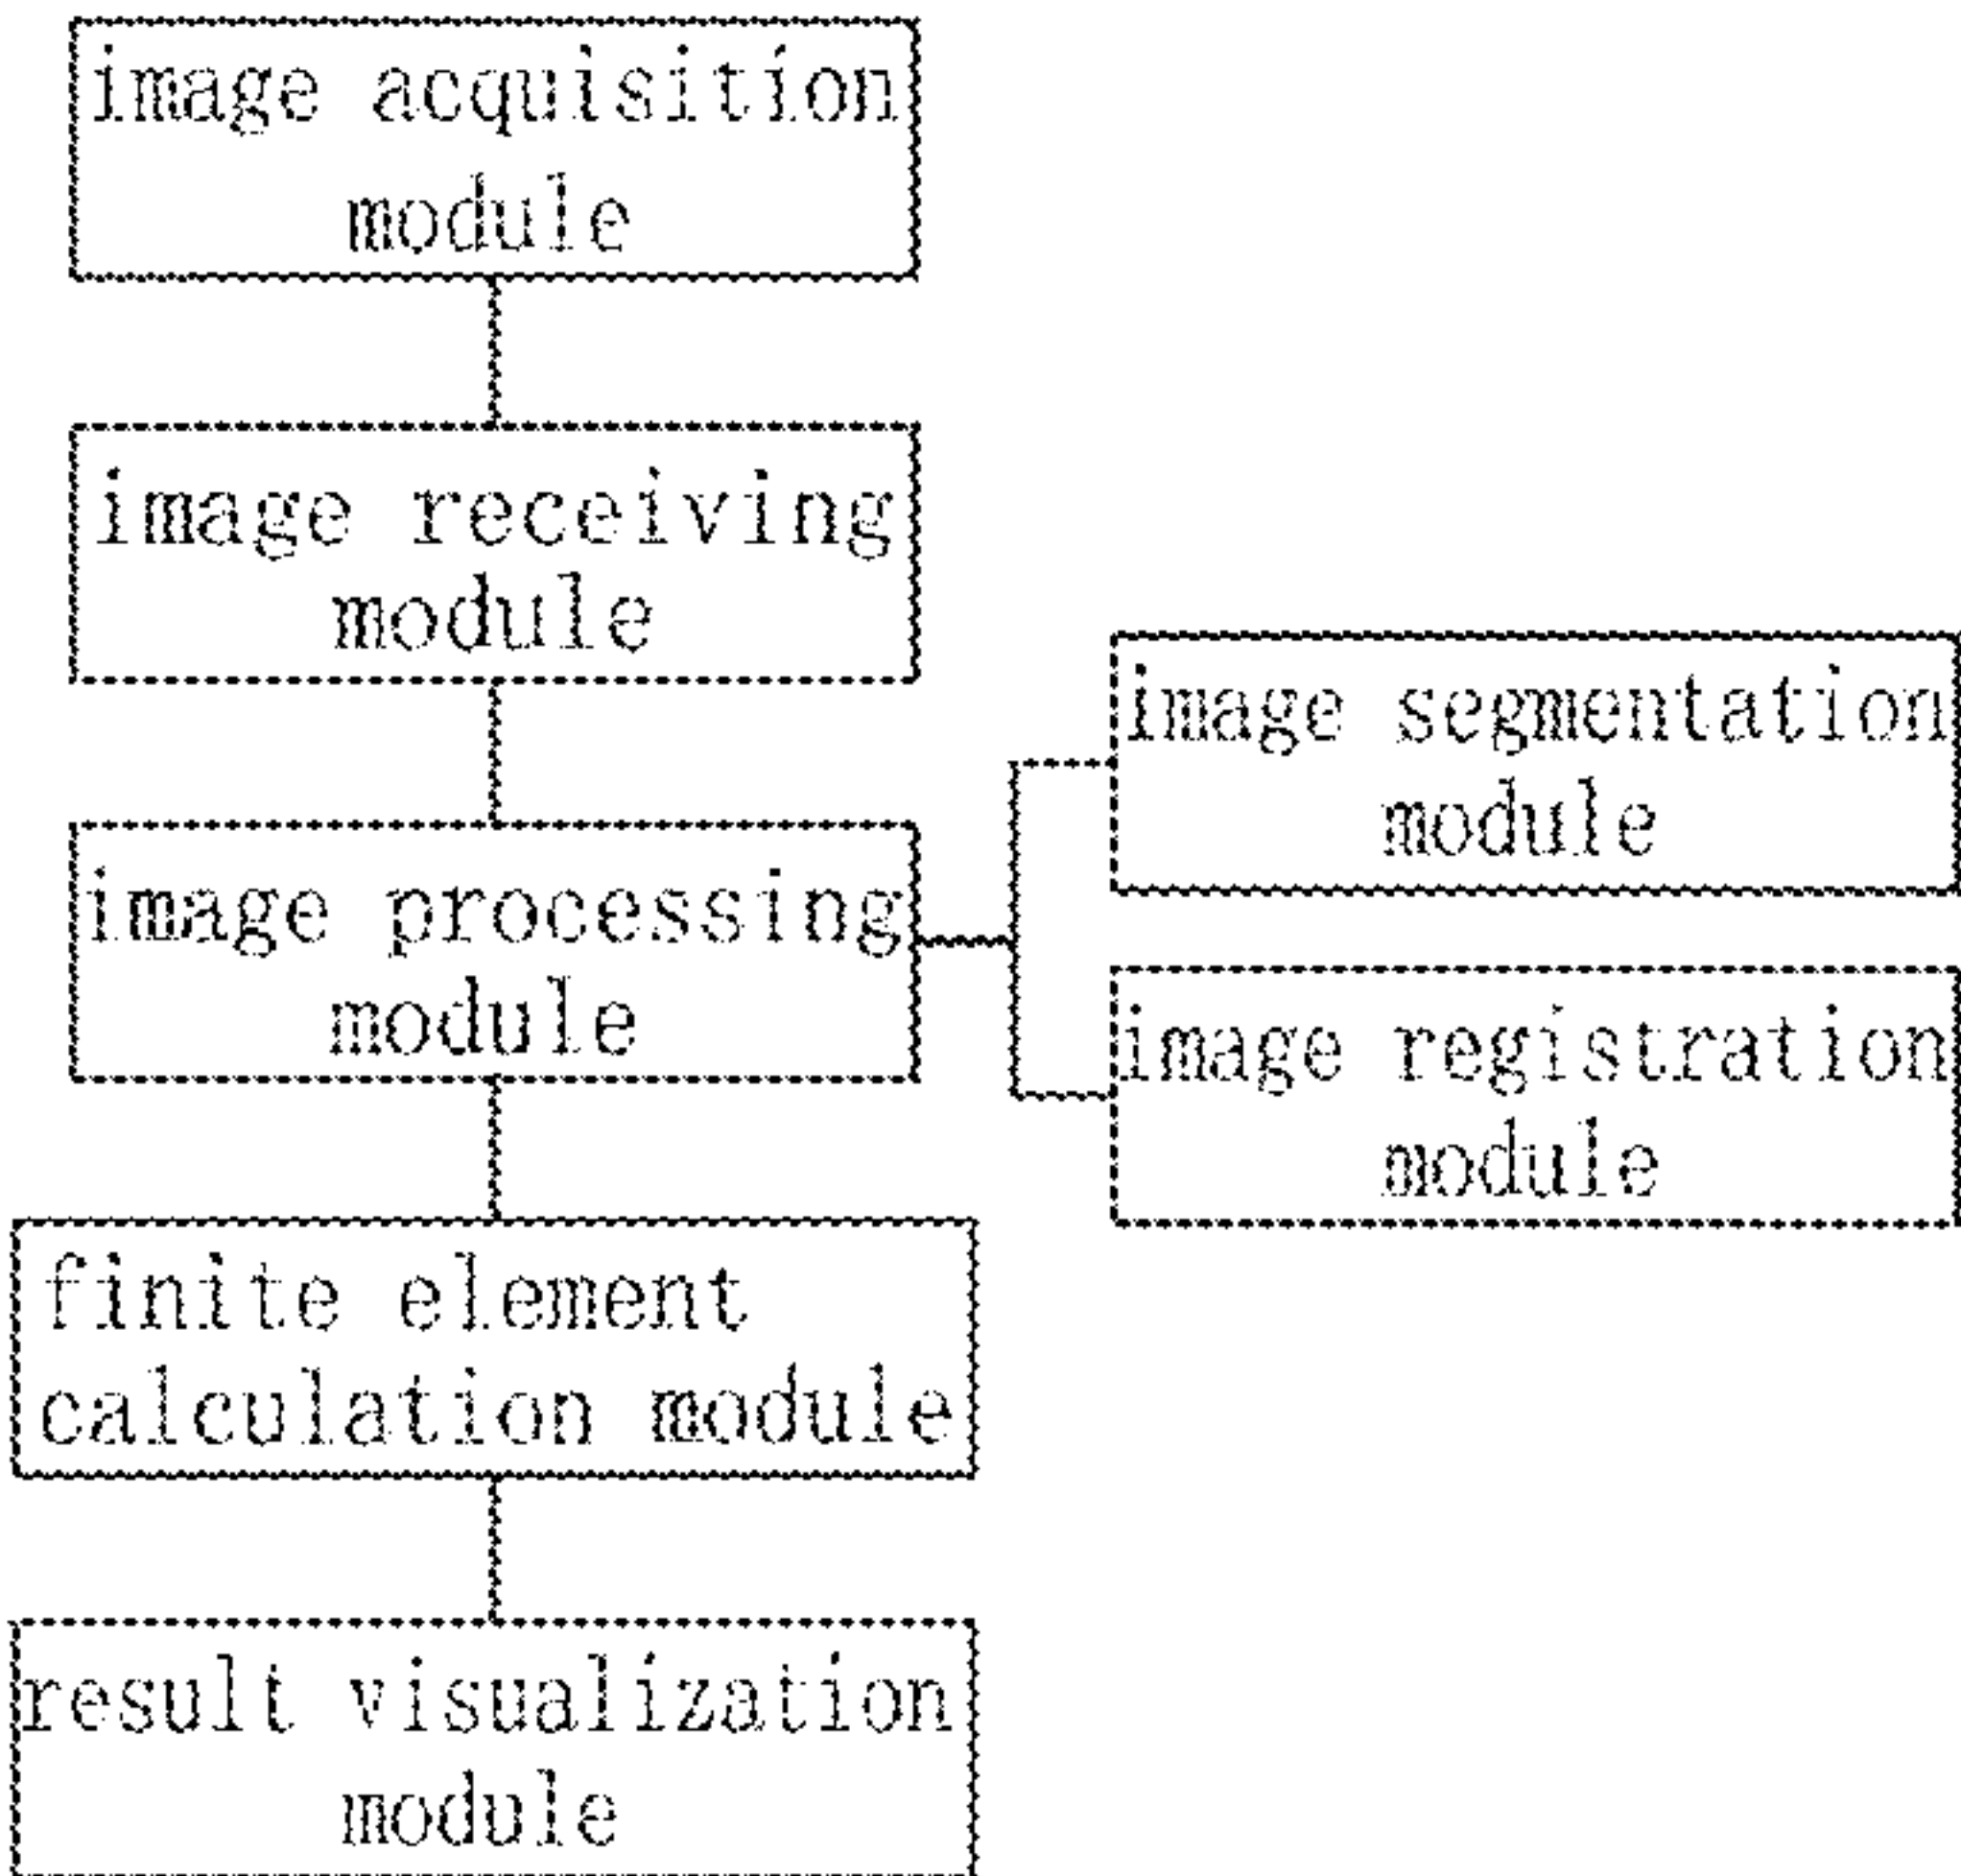 image acquisition
module
image receiving
module
image processing
module
image segmentation
module
image registration
module
finite element
calculation module
result visualization
module